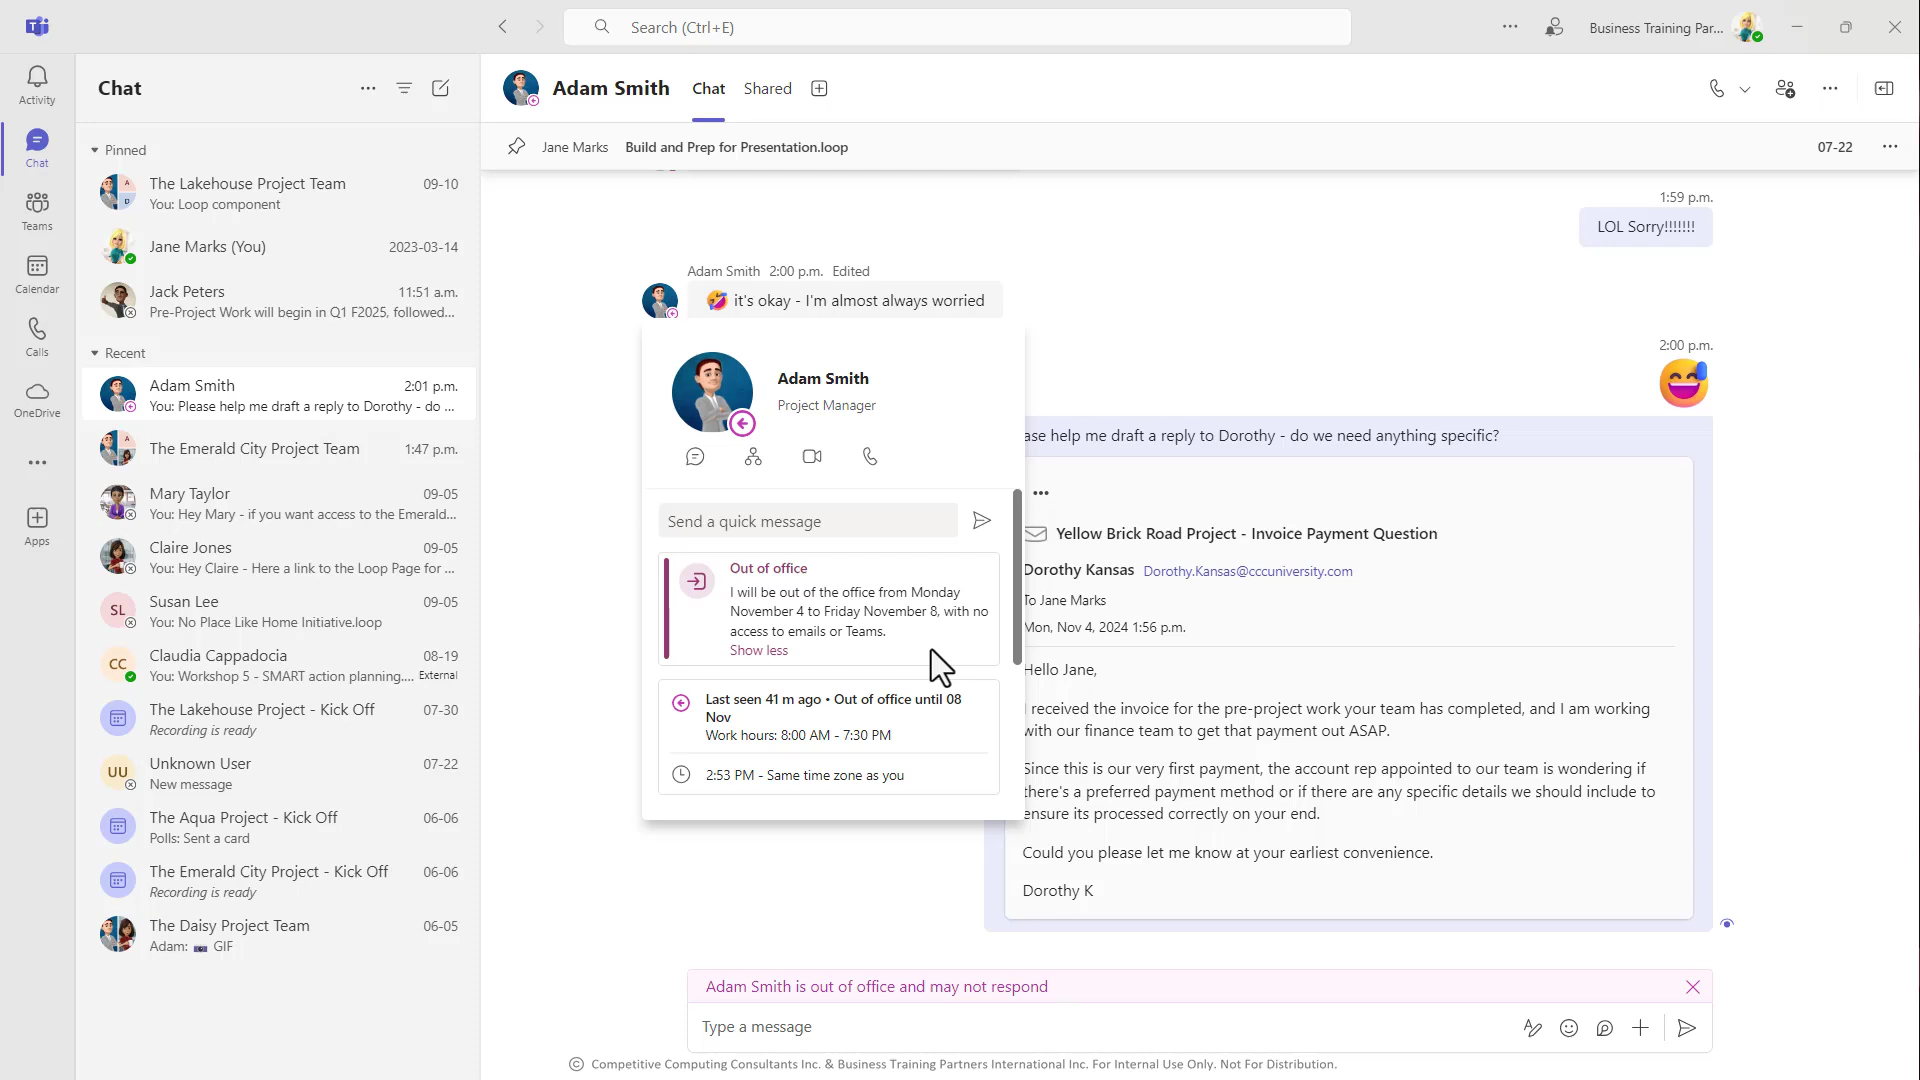 Search (Ctrl+E)
Business Training Par...
Activity
Chat
Teams
Calendar
Calls
OneDrive
Apps
Chat
Pinned
The Lakehouse Project Team 09-10
You: Loop component
Jane Marks (You) 2023-03-14
Jack Peters 11:51 a.m.
Pre-Project Work will begin in Q1 F2025, followed...
Recent
Adam Smith 2:01 p.m.
You: Please help me draft a reply to Dorothy - do ...
The Emerald City Project Team 1:47 p.m.
Mary Taylor 09-05
You: Hey Mary - if you want access to the Emerald...
Claire Jones 09-05
You: Hey Claire - Here a link to the Loop Page for ...
SL
Susan Lee 09-05
You: No Place Like Home Initiative.loop
CC
Claudia Cappadocia 08-19
You: Workshop 5 - SMART action planning.... External
The Lakehouse Project - Kick Off 07-30
Recording is ready
UU
Unknown User 07-22
New message
The Aqua Project - Kick Off 06-06
Polls: Sent a card
The Emerald City Project - Kick Off 06-06
Recording is ready
The Daisy Project Team 06-05
Adam: GIF
Adam Smith Chat Shared
Jane Marks Build and Prep for Presentation.loop 07-22
1:59 p.m.
LOL Sorry!!!!!!!
Adam Smith 2:00 p.m. Edited
it's okay - I'm almost always worried
2:00 p.m.
Adam Smith
Project Manager
Send a quick message
Out of office
I will be out of the office from Monday
November 4 to Friday November 8, with no
access to emails or Teams.
Show less
Last seen 41 m ago • Out of office until 08
Nov
Work hours: 8:00 AM - 7:30 PM
2:53 PM - Same time zone as you
ase help me draft a reply to Dorothy - do we need anything specific?
Yellow Brick Road Project - Invoice Payment Question
Dorothy Kansas Dorothy.Kansas@cccuniversity.com
To Jane Marks
Mon, Nov 4, 2024 1:56 p.m.
Hello Jane,
I received the invoice for the pre-project work your team has completed, and I am working
with our finance team to get that payment out ASAP.
Since this is our very first payment, the account rep appointed to our team is wondering if
there's a preferred payment method or if there are any specific details we should include to
ensure its processed correctly on your end.
Could you please let me know at your earliest convenience.
Dorothy K
Adam Smith is out of office and may not respond
Type a message
© Competitive Computing Consultants Inc. & Business Training Partners International Inc. For Internal Use Only. Not For Distribution.